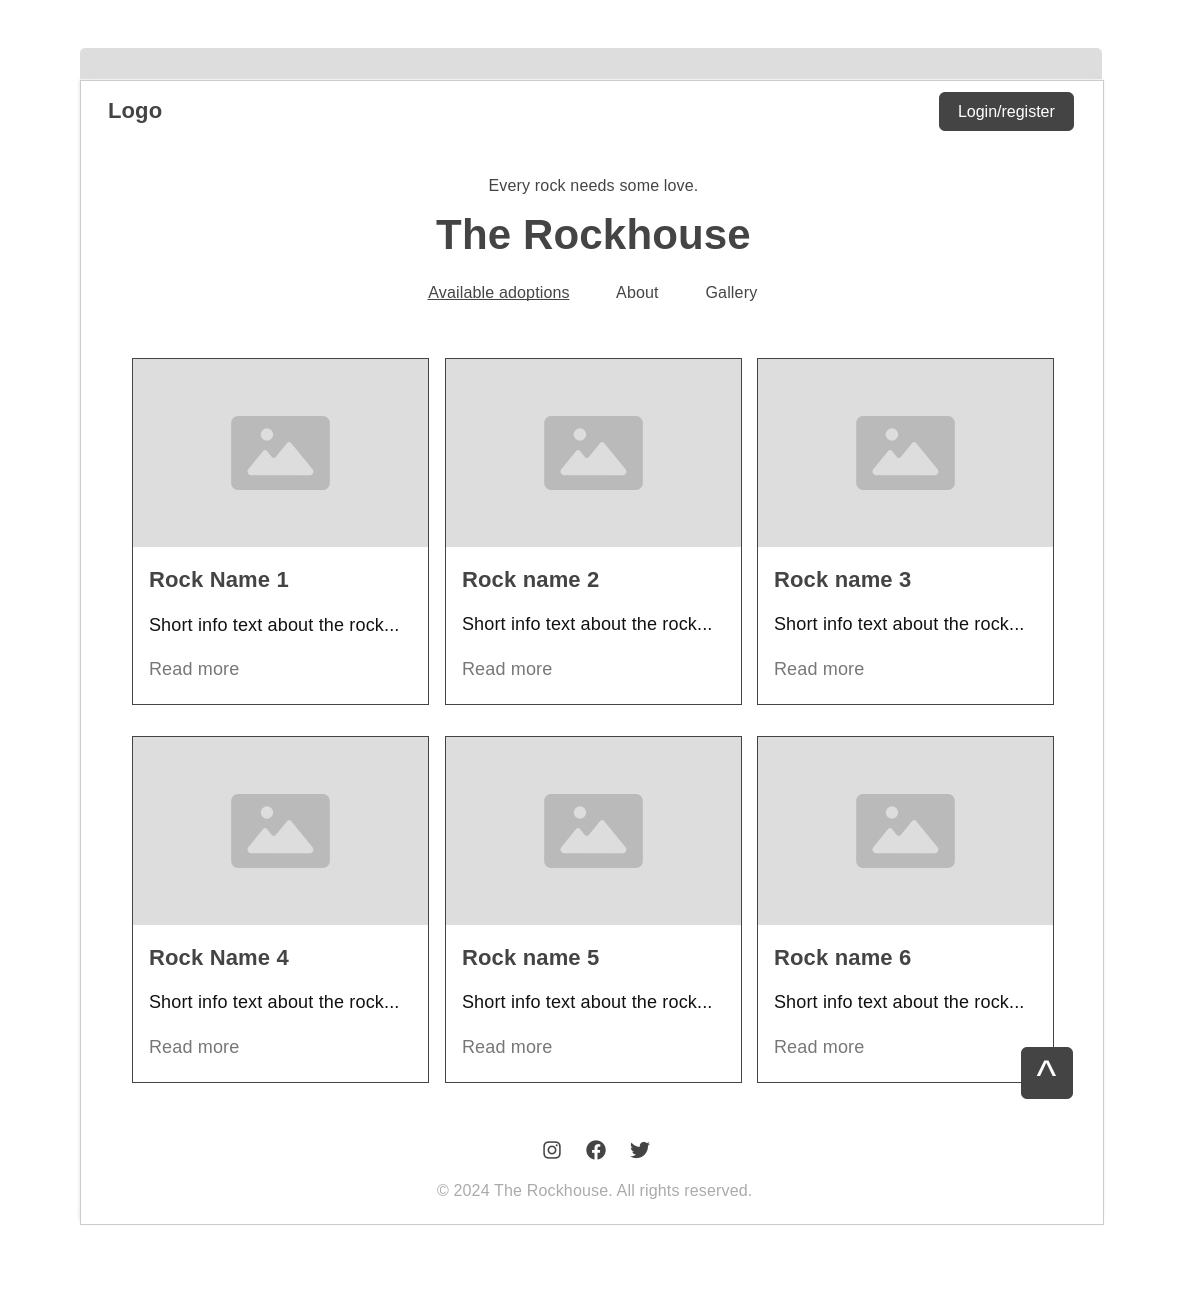 Logo
Login/register
Every rock needs some love.
The Rockhouse
Available adoptions
About
Gallery
Rock Name 1
Short info text about the rock...
Read more
Rock name 2
Short info text about the rock...
Read more
Rock name 3
Short info text about the rock...
Read more
Rock Name 4
Short info text about the rock...
Read more
Rock name 5
Short info text about the rock...
Read more
Rock name 6
Short info text about the rock...
Read more
^
© 2024 The Rockhouse. All rights reserved.